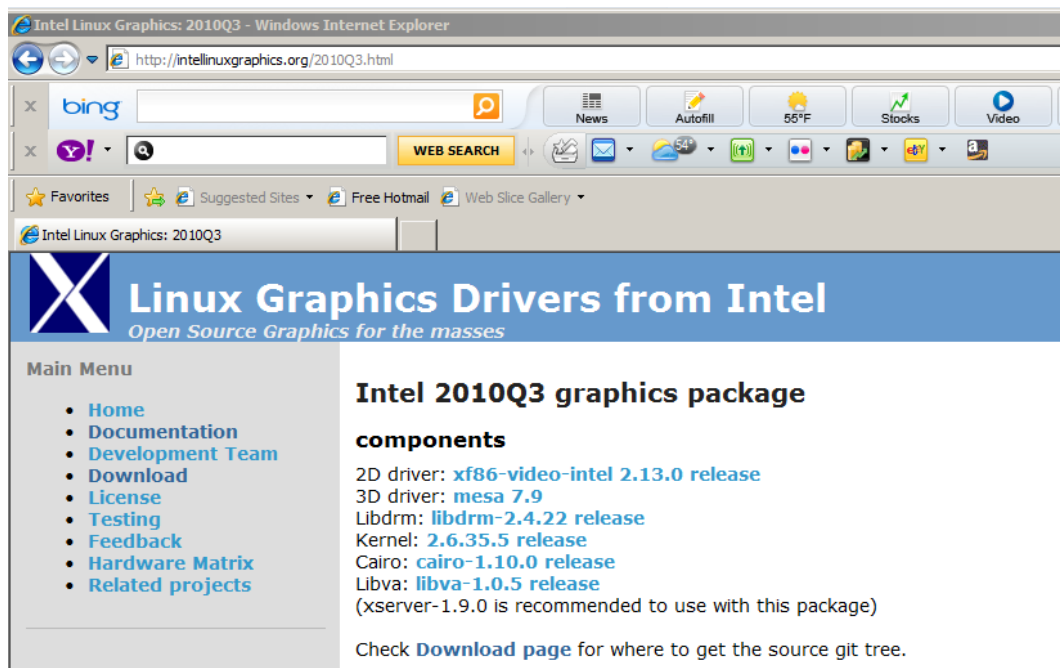 Intel Linux Graphics: 2010Q3 - Windows Internet Explorer
http://intellinuxgraphics.org/2010Q3.html
x bing News Autofill 55°F Stocks Video
x Y! WEB SEARCH 54° ebY a
Favorites Suggested Sites Free Hotmail Web Slice Gallery
Intel Linux Graphics: 2010Q3
X
Linux Graphics Drivers from Intel
Open Source Graphics for the masses
Main Menu
• Home
• Documentation
• Development Team
• Download
• License
• Testing
• Feedback
• Hardware Matrix
• Related projects
Intel 2010Q3 graphics package
components
2D driver: xf86-video-intel 2.13.0 release
3D driver: mesa 7.9
Libdrm: libdrm-2.4.22 release
Kernel: 2.6.35.5 release
Cairo: cairo-1.10.0 release
Libva: libva-1.0.5 release
(xserver-1.9.0 is recommended to use with this package)
Check Download page for where to get the source git tree.